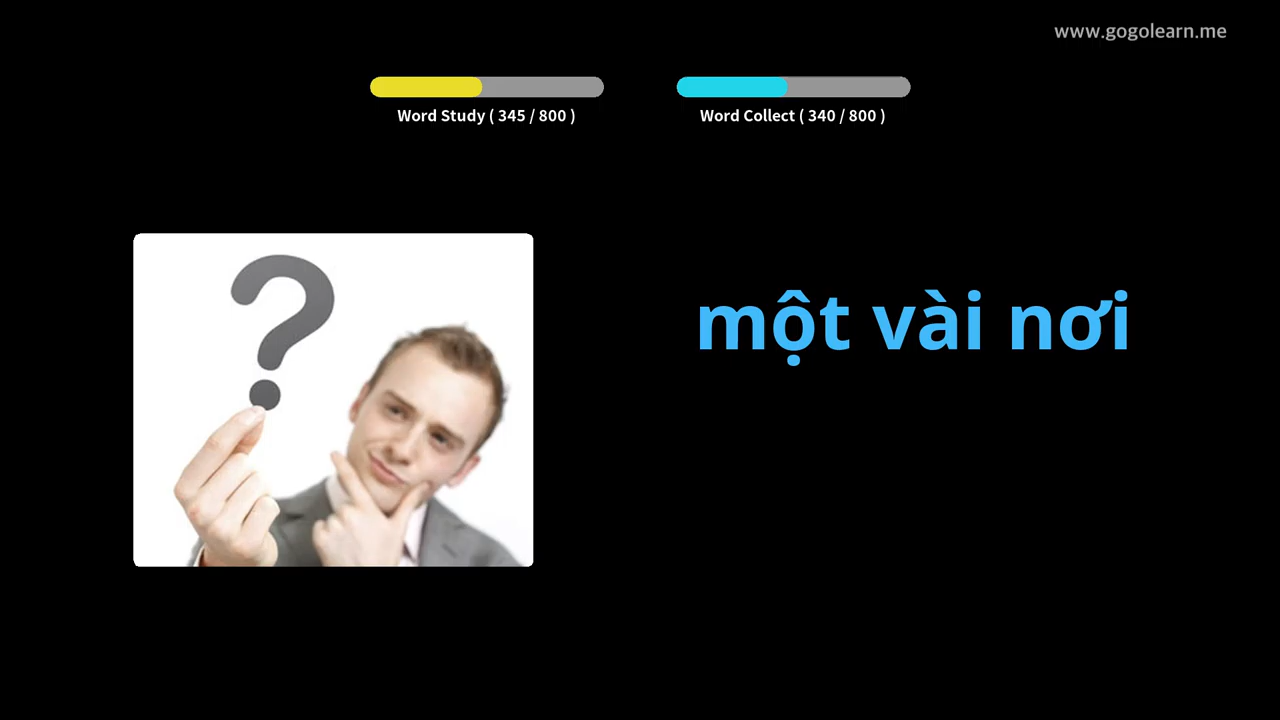 www.gogolearn.me
Word Study ( 345 / 800 )
Word Collect ( 340 / 800 )
?
một vài nơi